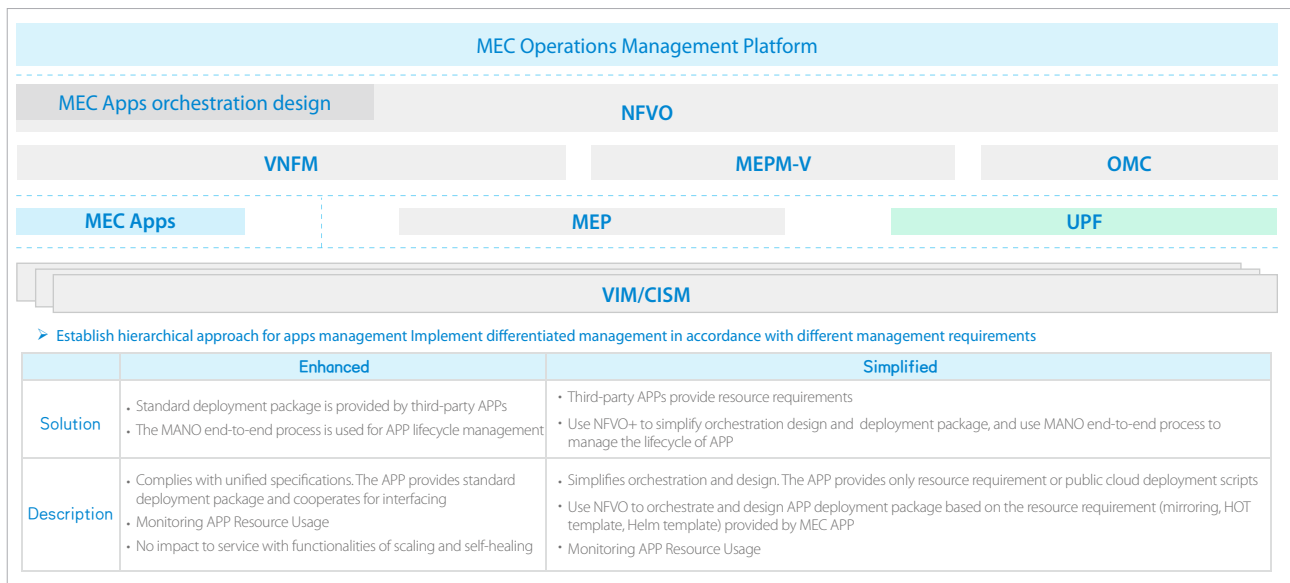 MEC Operations Management Platform
MEC Apps orchestration design
NFVO
VNFM
MEPM-V
OMC
MEC Apps
MEP
UPF
VIM/CISM
➢ Establish hierarchical approach for apps management Implement differentiated management in accordance with different management requirements
Enhanced
Simplified
Solution
• Standard deployment package is provided by third-party APPs
• The MANO end-to-end process is used for APP lifecycle management
• Third-party APPs provide resource requirements
• Use NFVO+ to simplify orchestration design and deployment package, and use MANO end-to-end process to
manage the lifecycle of APP
Description
• Complies with unified specifications. The APP provides standard
deployment package and cooperates for interfacing
• Monitoring APP Resource Usage
• No impact to service with functionalities of scaling and self-healing
• Simplifies orchestration and design. The APP provides only resource requirement or public cloud deployment scripts
• Use NFVO to orchestrate and design APP deployment package based on the resource requirement (mirroring, HOT
template, Helm template) provided by MEC APP
• Monitoring APP Resource Usage